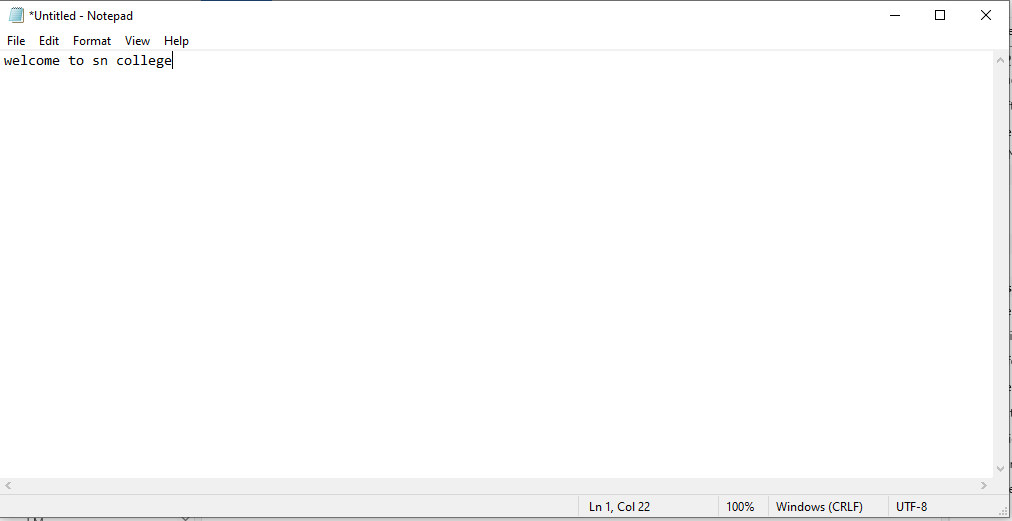 *Untitled - Notepad
File Edit Format View Help
welcome to sn college
Ln 1, Col 22 100% Windows (CRLF) UTF-8